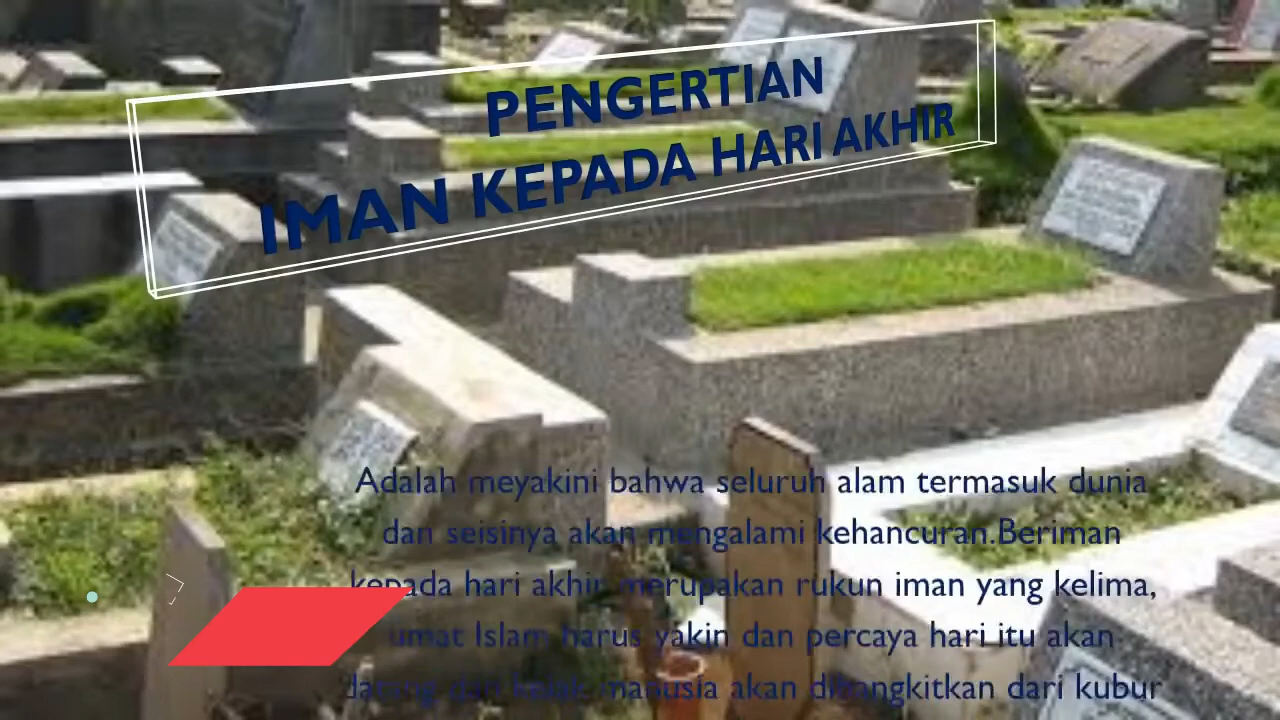 PENGERTIAN
IMAN KEPADA HARI AKHIR
Adalah meyakini bahwa seluruh alam termasuk dunia
dan seisinya akan mengalami kehancuran.Beriman
kepada hari akhir merupakan rukun iman yang kelima,
umat Islam harus yakin dan percaya hari itu akan
datang dan kelak manusia akan dibangkitkan dari kubur